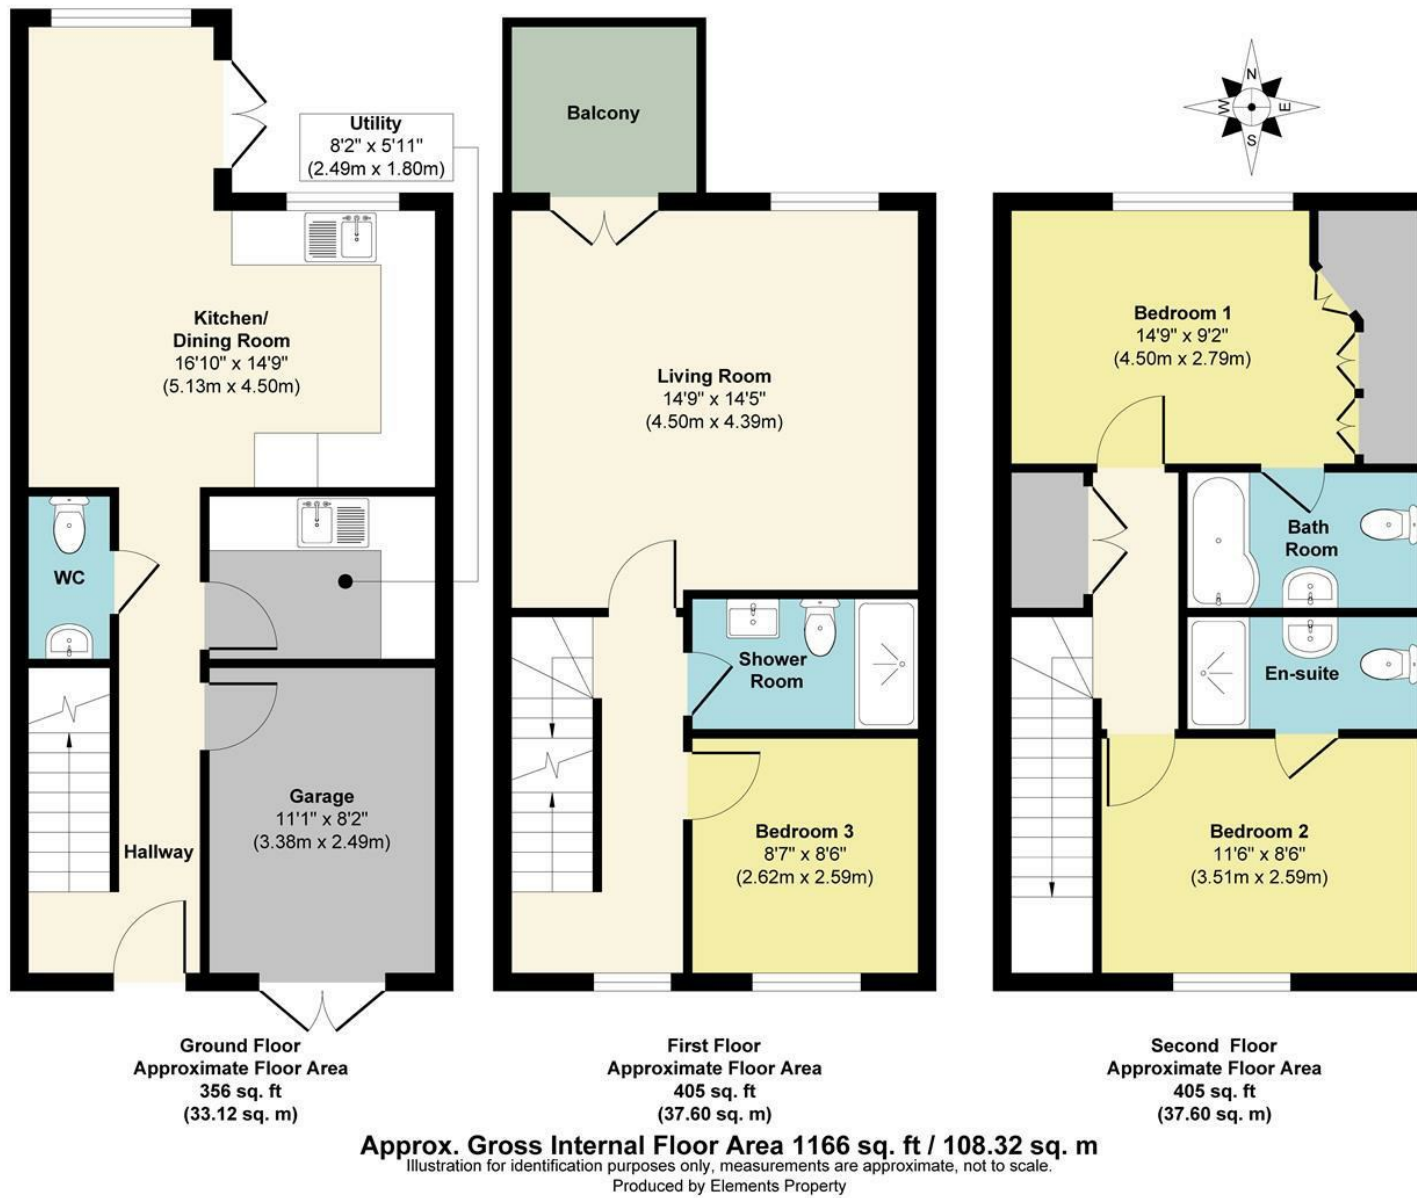 Utility
8'2" x 5'11"
(2.49m x 1.80m)
Kitchen/
Dining Room
16'10" x 14'9"
(5.13m x 4.50m)
WC
Garage
11'1" x 8'2"
(3.38m x 2.49m)
Hallway
Ground Floor
Approximate Floor Area
356 sq. ft
(33.12 sq. m)
Balcony
Living Room
14'9" x 14'5"
(4.50m x 4.39m)
Shower
Room
Bedroom 3
8'7" x 8'6"
(2.62m x 2.59m)
First Floor
Approximate Floor Area
405 sq. ft
(37.60 sq. m)
N
W
E
S
Bedroom 1
14'9" x 9'2"
(4.50m x 2.79m)
Bath
Room
En-suite
Bedroom 2
11'6" x 8'6"
(3.51m x 2.59m)
Second Floor
Approximate Floor Area
405 sq. ft
(37.60 sq. m)
Approx. Gross Internal Floor Area 1166 sq. ft / 108.32 sq. m
Illustration for identification purposes only, measurements are approximate, not to scale.
Produced by Elements Property